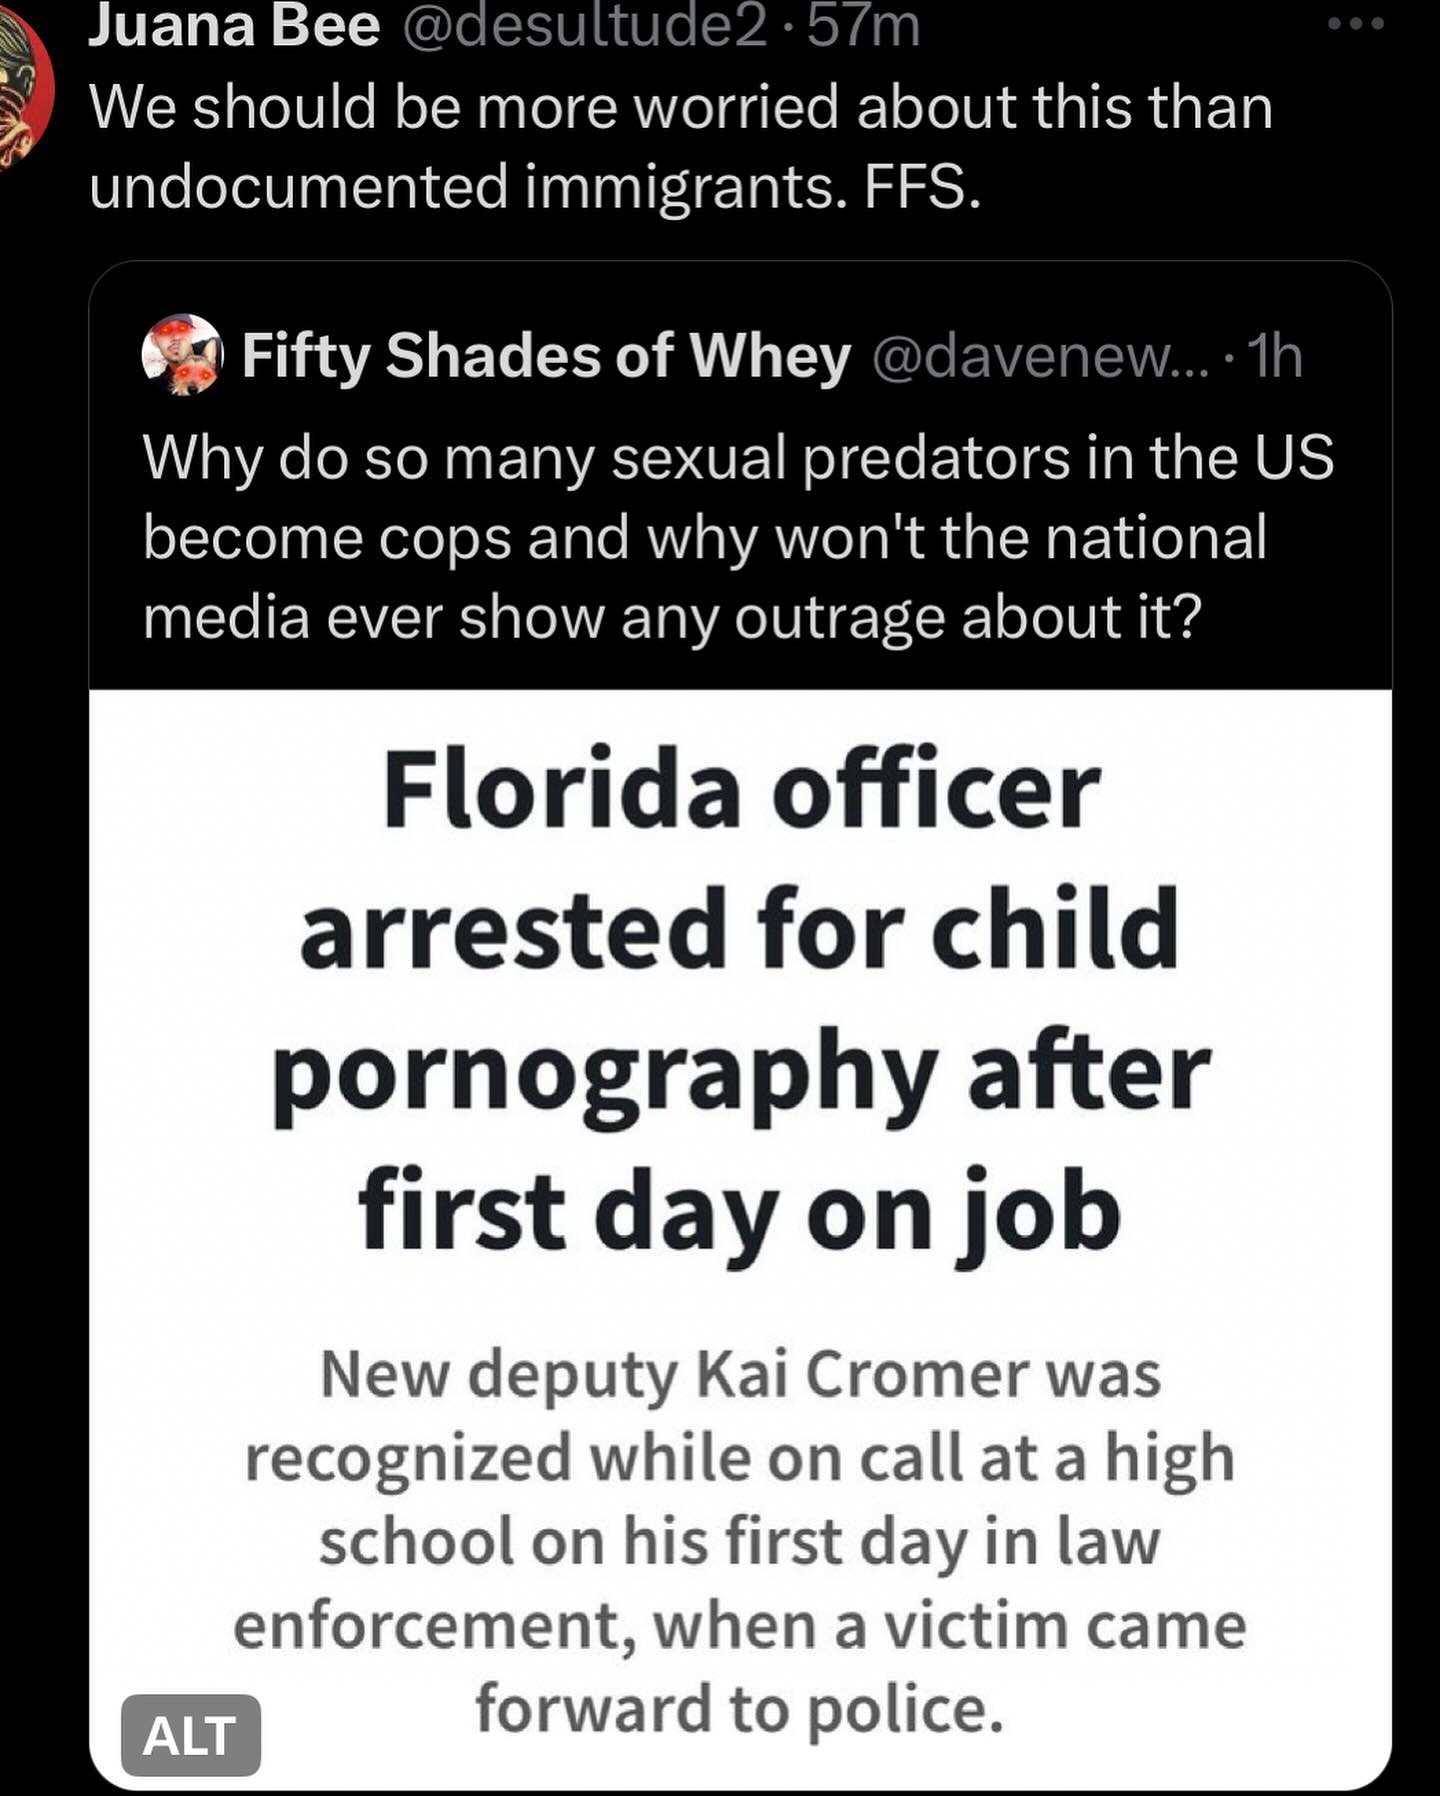 Juana Bee @desultude2 · 57m
We should be more worried about this than
undocumented immigrants. FFS.
Fifty Shades of Whey @davenew... · 1h
Why do so many sexual predators in the US
become cops and why won't the national
media ever show any outrage about it?
Florida officer
arrested for child
pornography after
first day on job
New deputy Kai Cromer was
recognized while on call at a high
school on his first day in law
enforcement, when a victim came
forward to police.
ALT